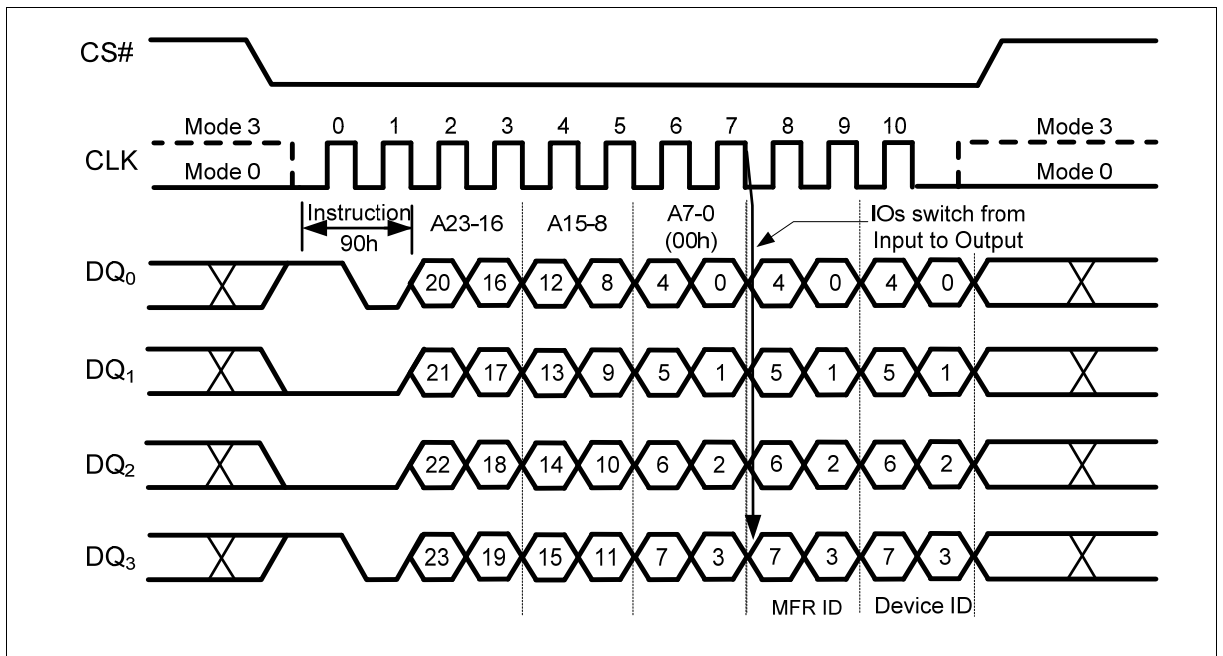 CS#
Mode 3 0 1 2 3 4 5 6 7 8 9 10 Mode 3
CLK
Mode 0 Mode 0
Instruction A23-16 A15-8 A7-0 IOs switch from
90h (00h) Input to Output
DQ0 20 16 12 8 4 0 4 0 4 0
DQ1 21 17 13 9 5 1 5 1 5 1
DQ2 22 18 14 10 6 2 6 2 6 2
DQ3 23 19 15 11 7 3 7 3 7 3
MFR ID Device ID